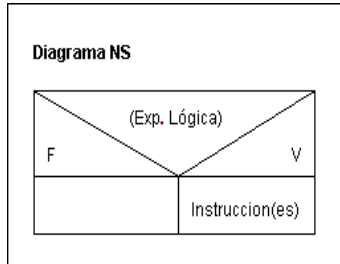 Diagrama NS
(Exp. Lógica)
F V
Instruccion(es)